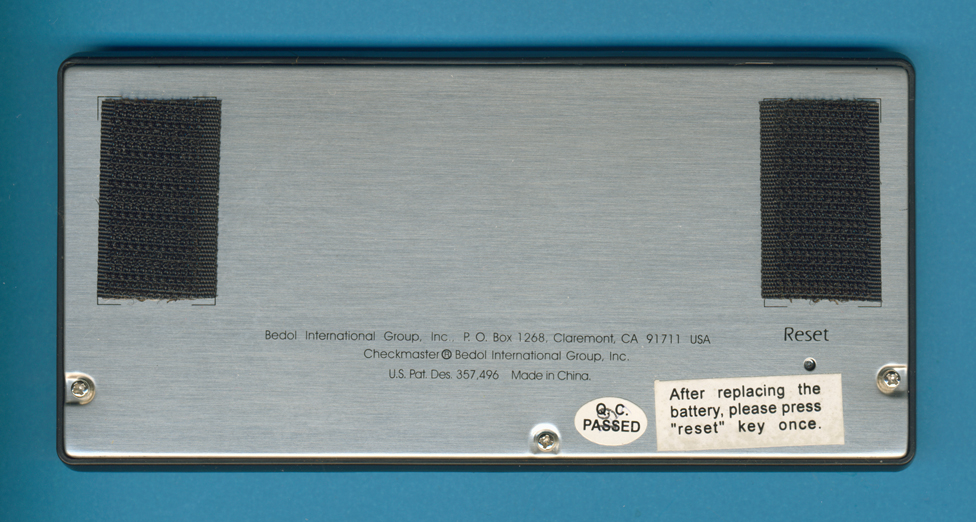 Bedol International Group, Inc. P. O. Box 1268, Claremont, CA 91711 USA
Checkmaster® Bedol International Group, Inc.
U.S. Pat. Des. 357,496 Made in China.
Reset
Q. C.
PASSED
After replacing the
battery, please press
"reset" key once.